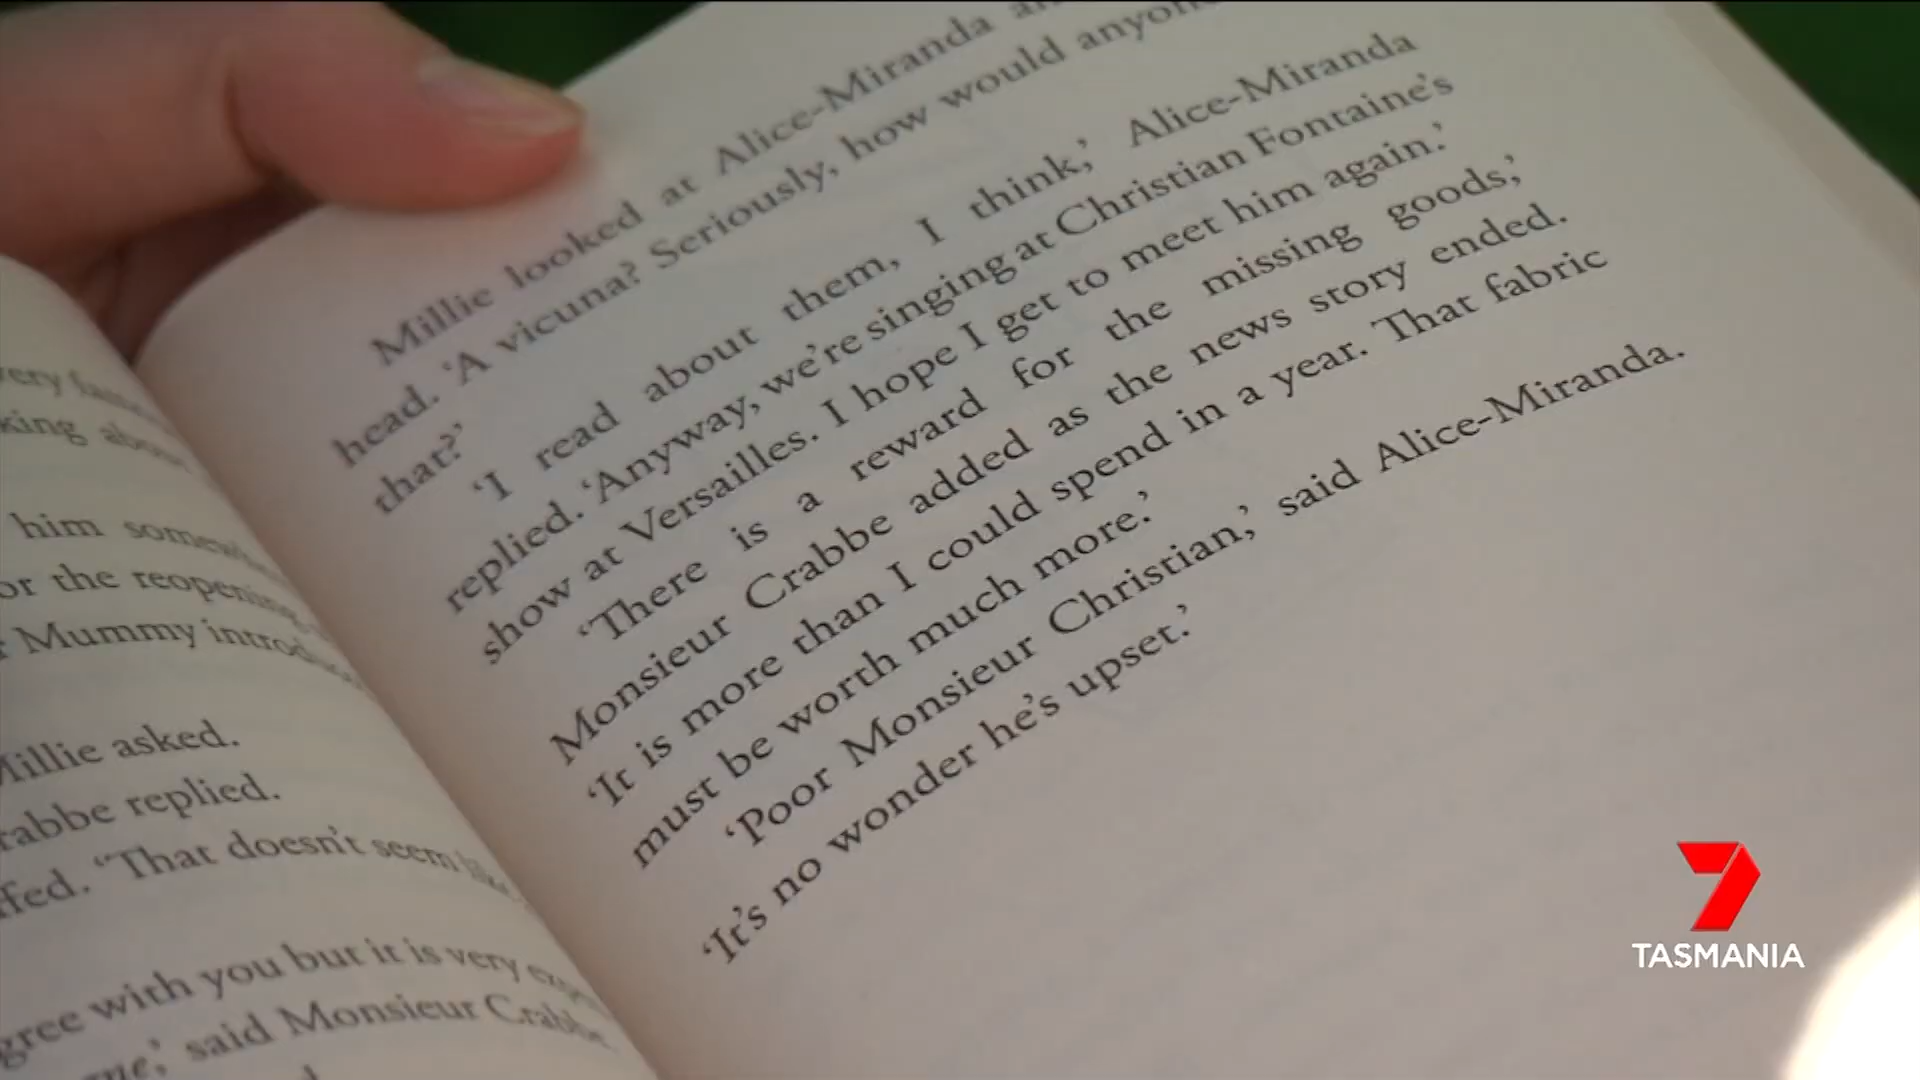 very
king about
him
or the reopening
Mummy
Millie asked.
rabbe replied.
ffed. "That doesn't seem
gree with you but it is very
said Monsieur Crabbe
Millie looked at Alice-Miranda
head. 'A vicuna? Seriously, how would anyone
that?'
'I read about them, I think,' Alice-Miranda
replied. 'Anyway, we're singing at Christian Fontaine's
show at Versailles. I hope I get to meet him again.'
'There is a reward for the missing goods,'
Monsieur Crabbe added as the news story ended.
'It is more than I could spend in a year. That fabric
must be worth much more.'
'Poor Monsieur Christian,' said Alice-Miranda.
'It's no wonder he's upset.'
7
TASMANIA